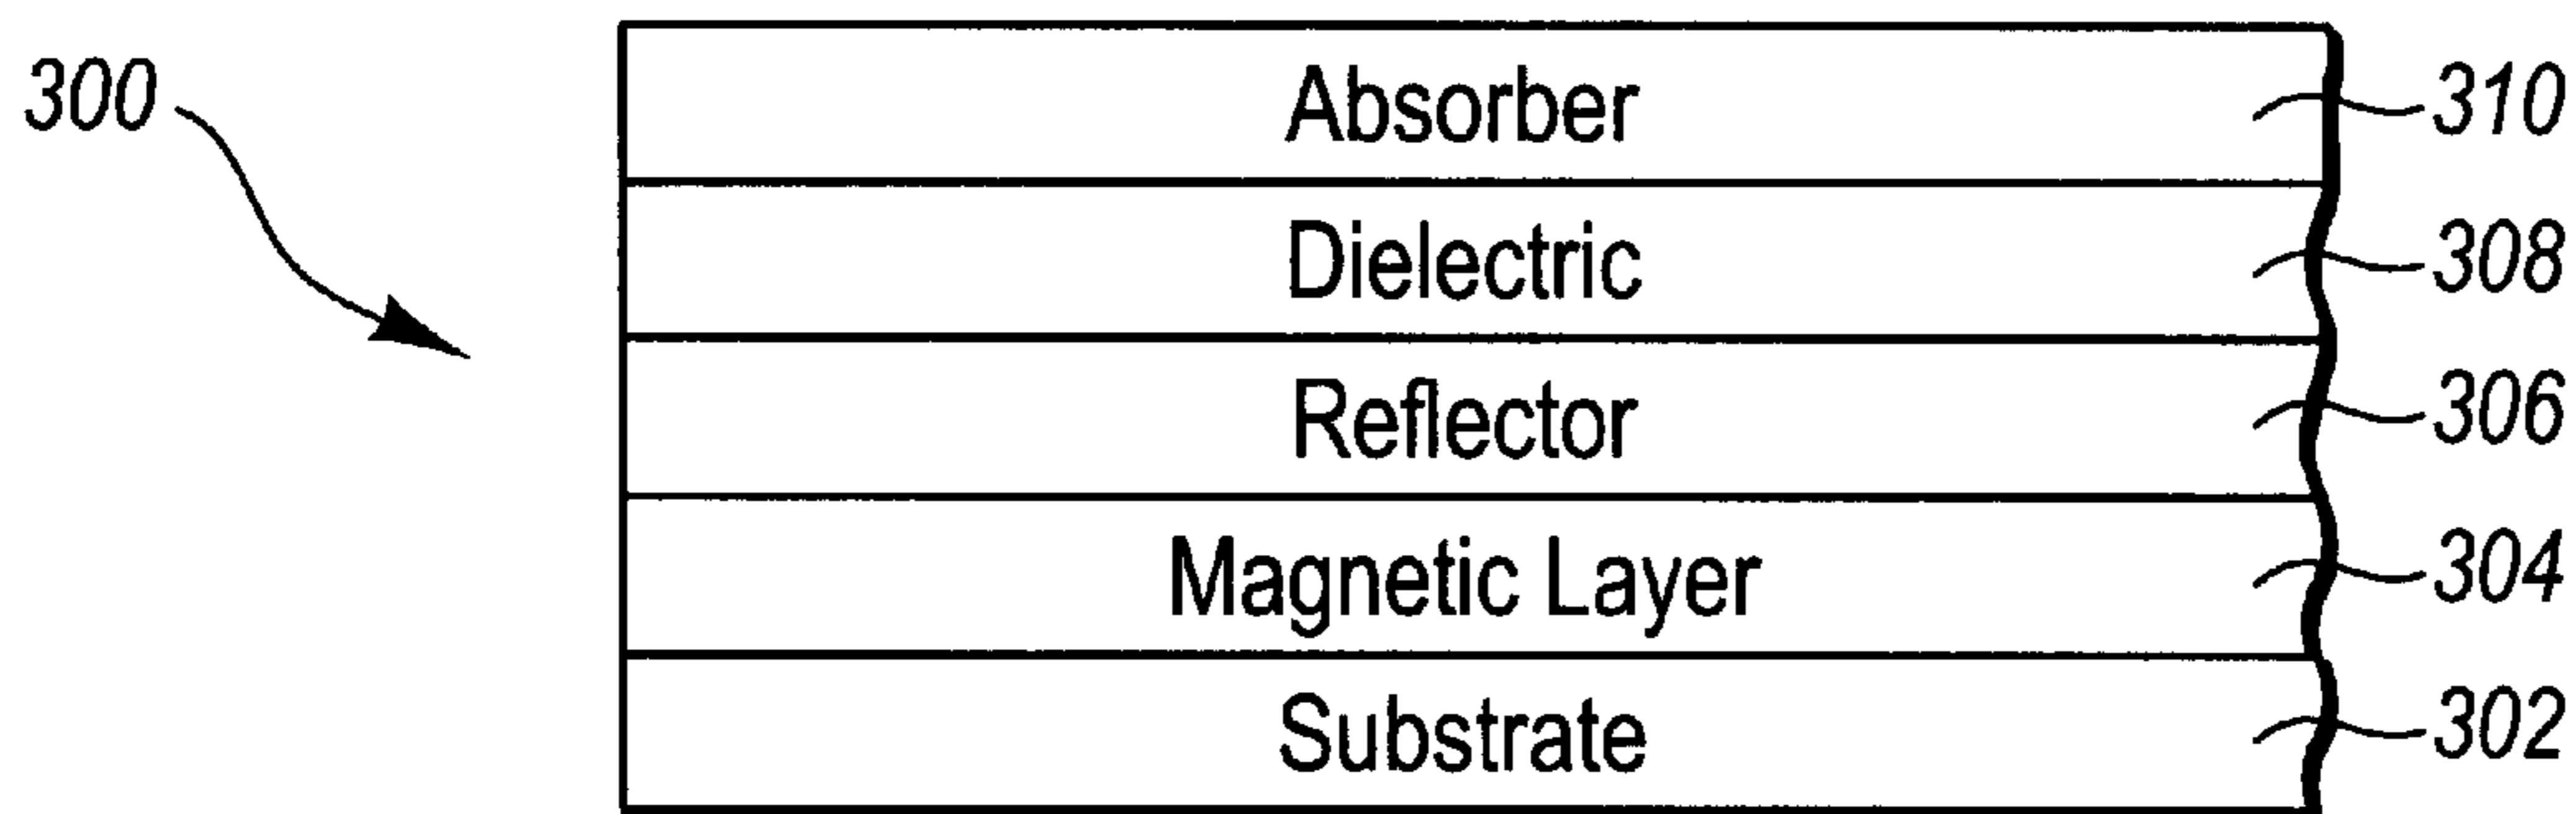 300
Absorber 310
Dielectric 308
Reflector 306
Magnetic Layer 304
Substrate 302